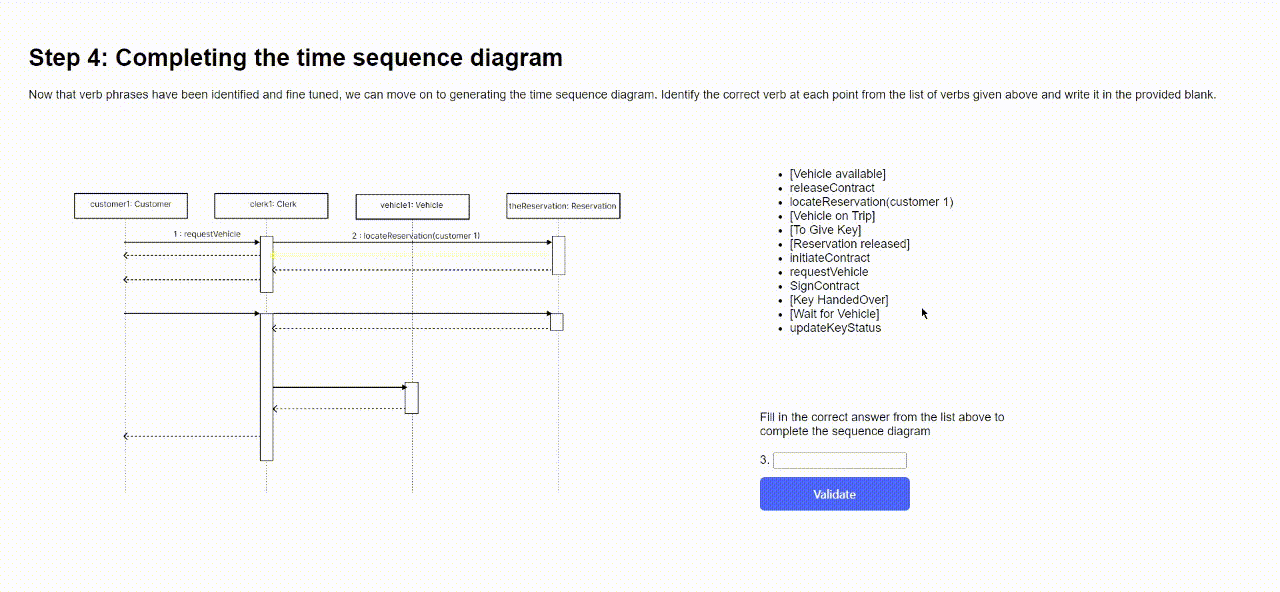 Step 4: Completing the time sequence diagram
Now that verb phrases have been identified and fine tuned, we can move on to generating the time sequence diagram. Identify the correct verb at each point from the list of verbs given above and write it in the provided blank.
customer1: Customer
clerk1: Clerk
vehicle1: Vehicle
theReservation: Reservation
1 : requestVehicle
2 : locateReservation(customer 1)
[Vehicle available]
releaseContract
locateReservation(customer 1)
[Vehicle on Trip]
[To Give Key]
[Reservation released]
initiateContract
requestVehicle
SignContract
[Key HandedOver]
[Wait for Vehicle]
updateKeyStatus
Fill in the correct answer from the list above to
complete the sequence diagram
3.
Validate